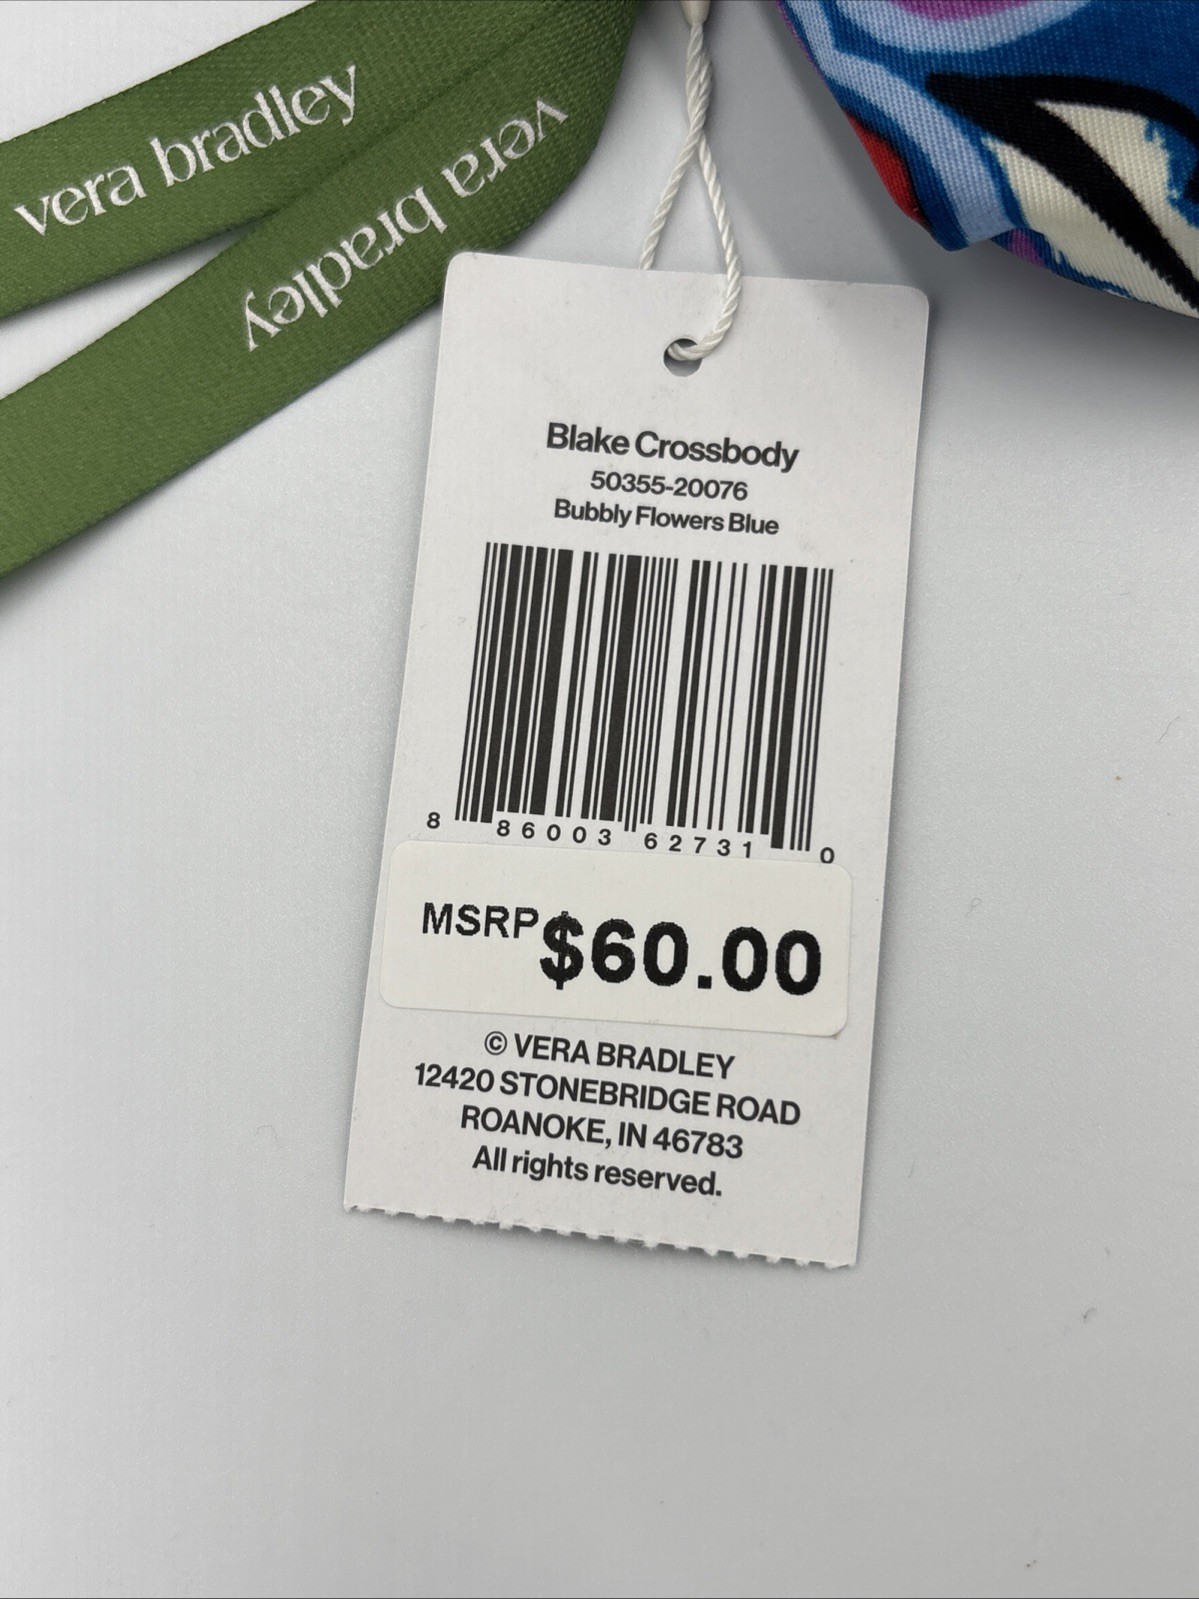 vera bradley
vera bradley
Blake Crossbody
50355-20076
Bubbly Flowers Blue
8 86003 62731 0
MSRP$60.00
© VERA BRADLEY
12420 STONEBRIDGE ROAD
ROANOKE, IN 46783
All rights reserved.